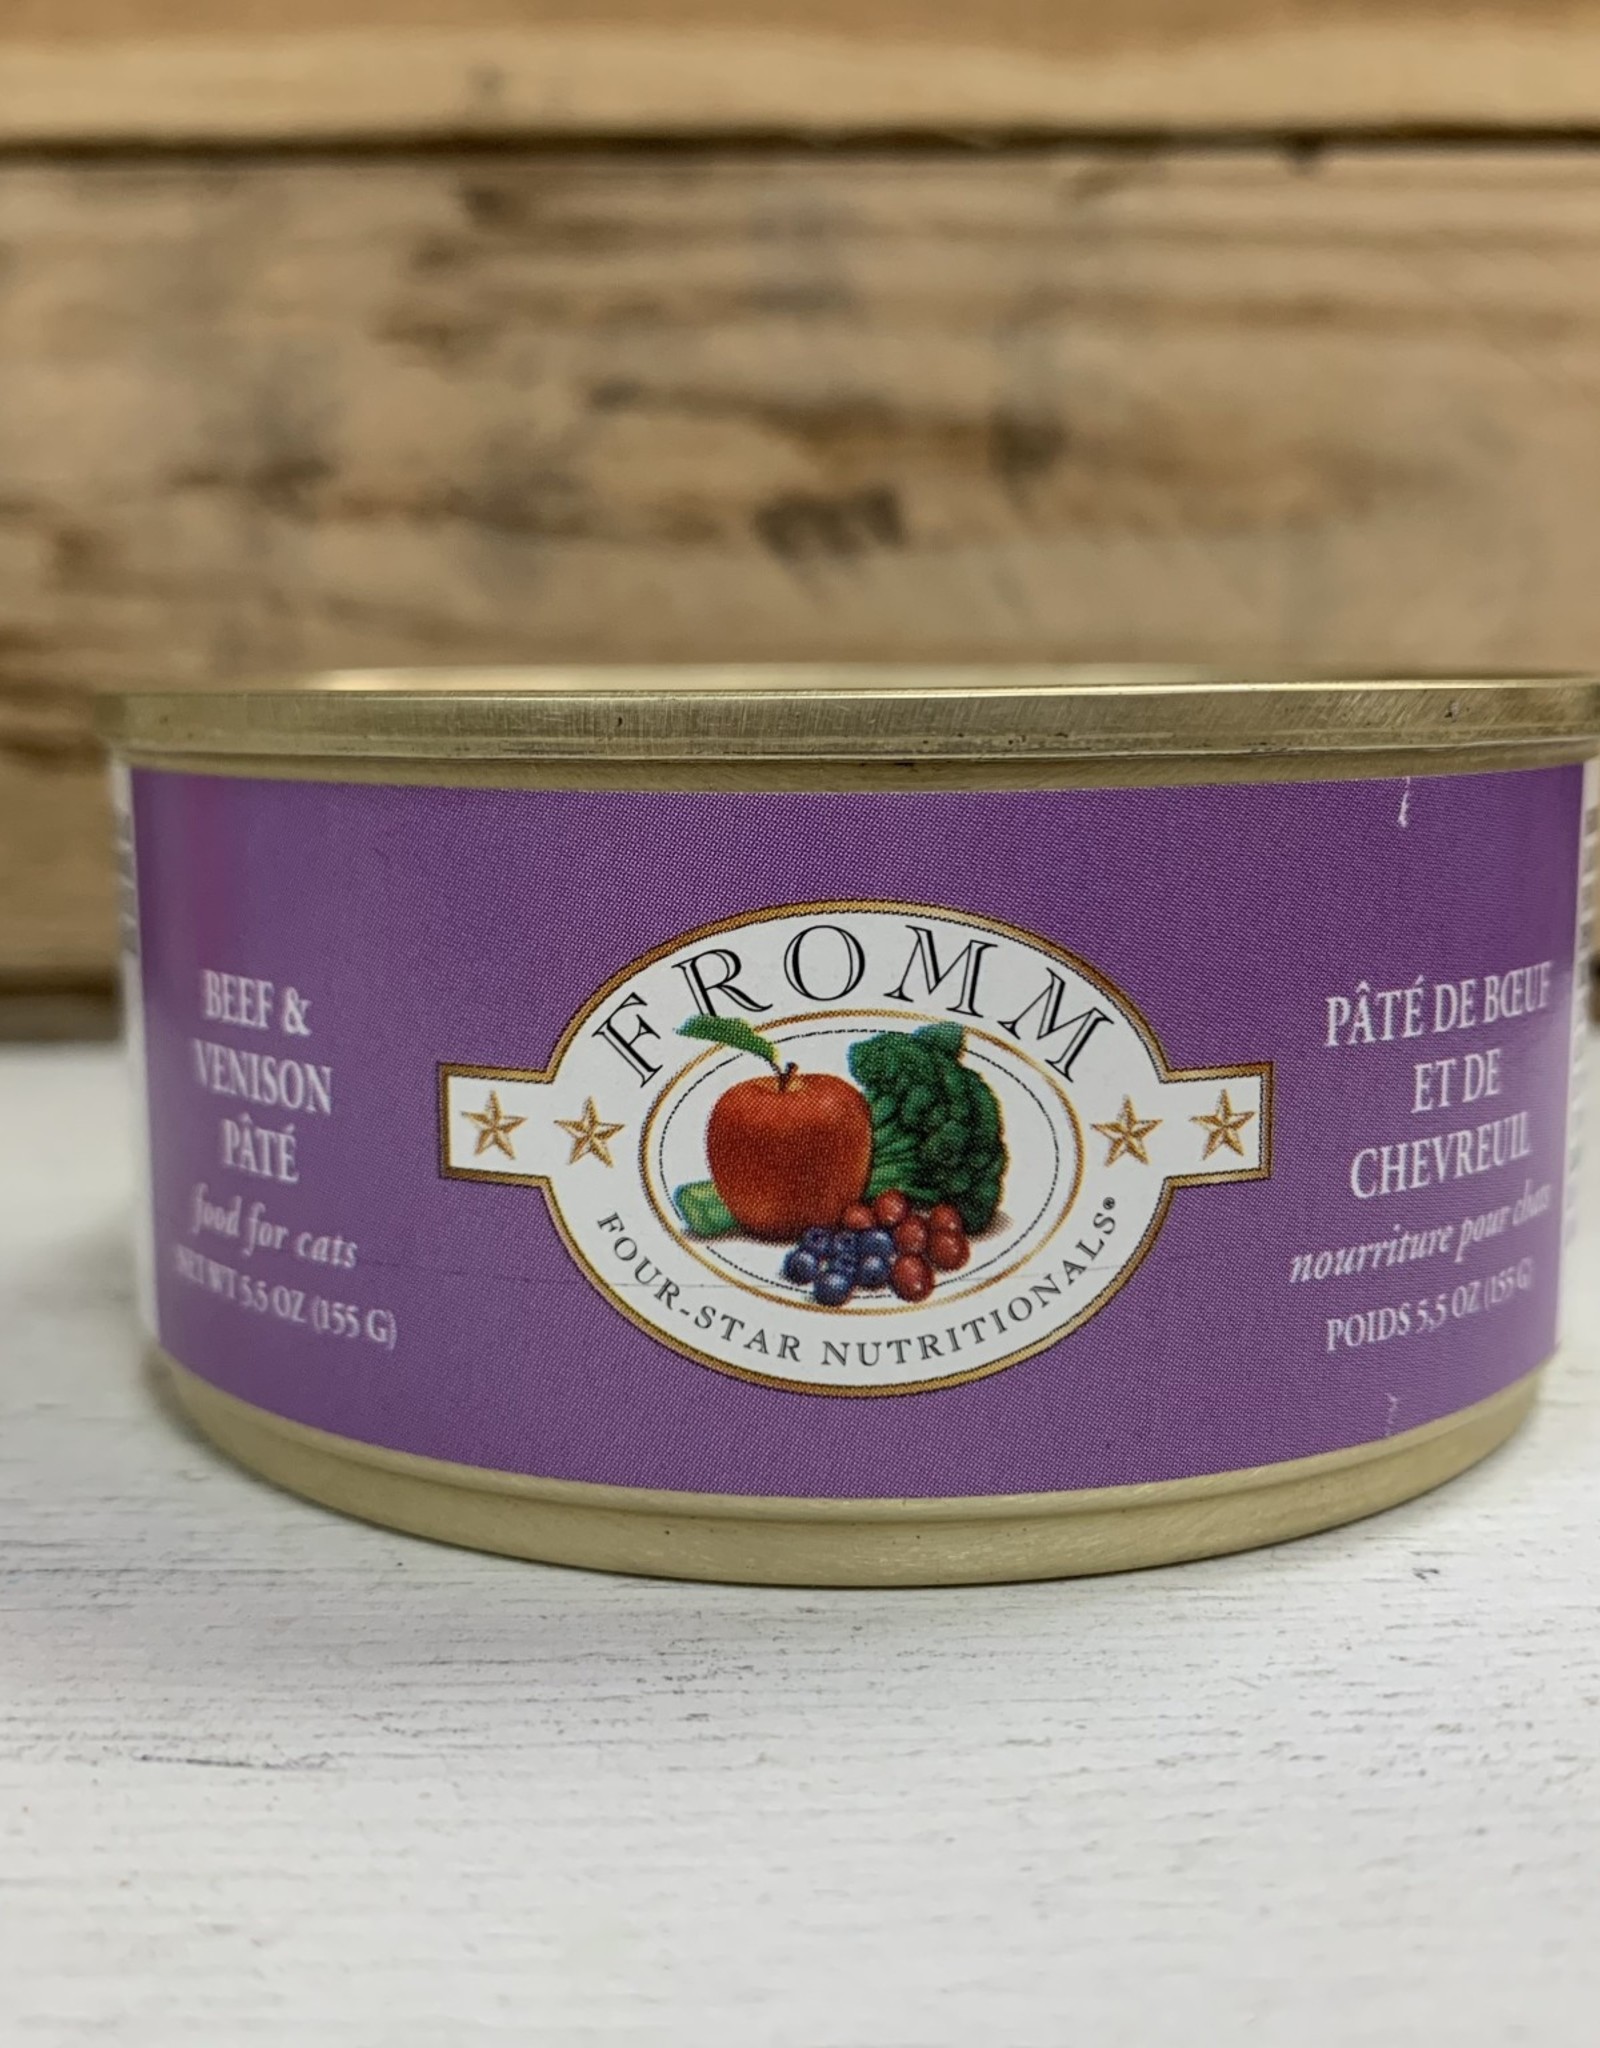 BEEF &
VENISON
PÂTÉ
food for cats
NET WT 5.5 OZ (155 G)
FROMM
FOUR-STAR NUTRITIONALS®
PÂTÉ DE BŒUF
ET DE
CHEVREUIL
nourriture pour chats
POIDS 5,5 OZ (155 G)